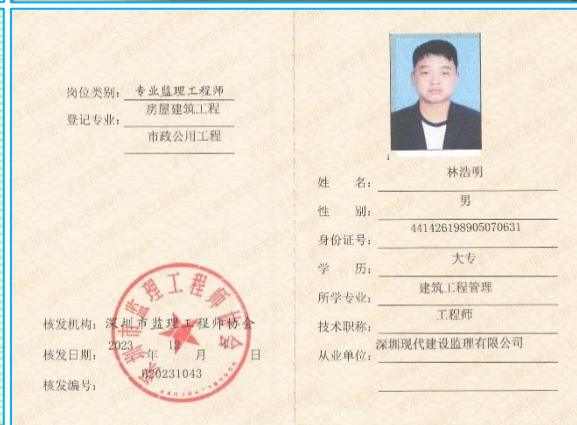 岗位类别： 专业监理工程师
登记专业： 房屋建筑工程
市政公用工程
核发机构：深圳市监理工程师协会
核发日期： 2023 年 12 月 日
核发编号：
深圳市监理工程师协会
姓 名： 林浩明
性 别： 男
身份证号： 441426198905070631
学 历： 大专
所学专业： 建筑工程管理
技术职称： 工程师
从业单位：深圳现代建设监理有限公司